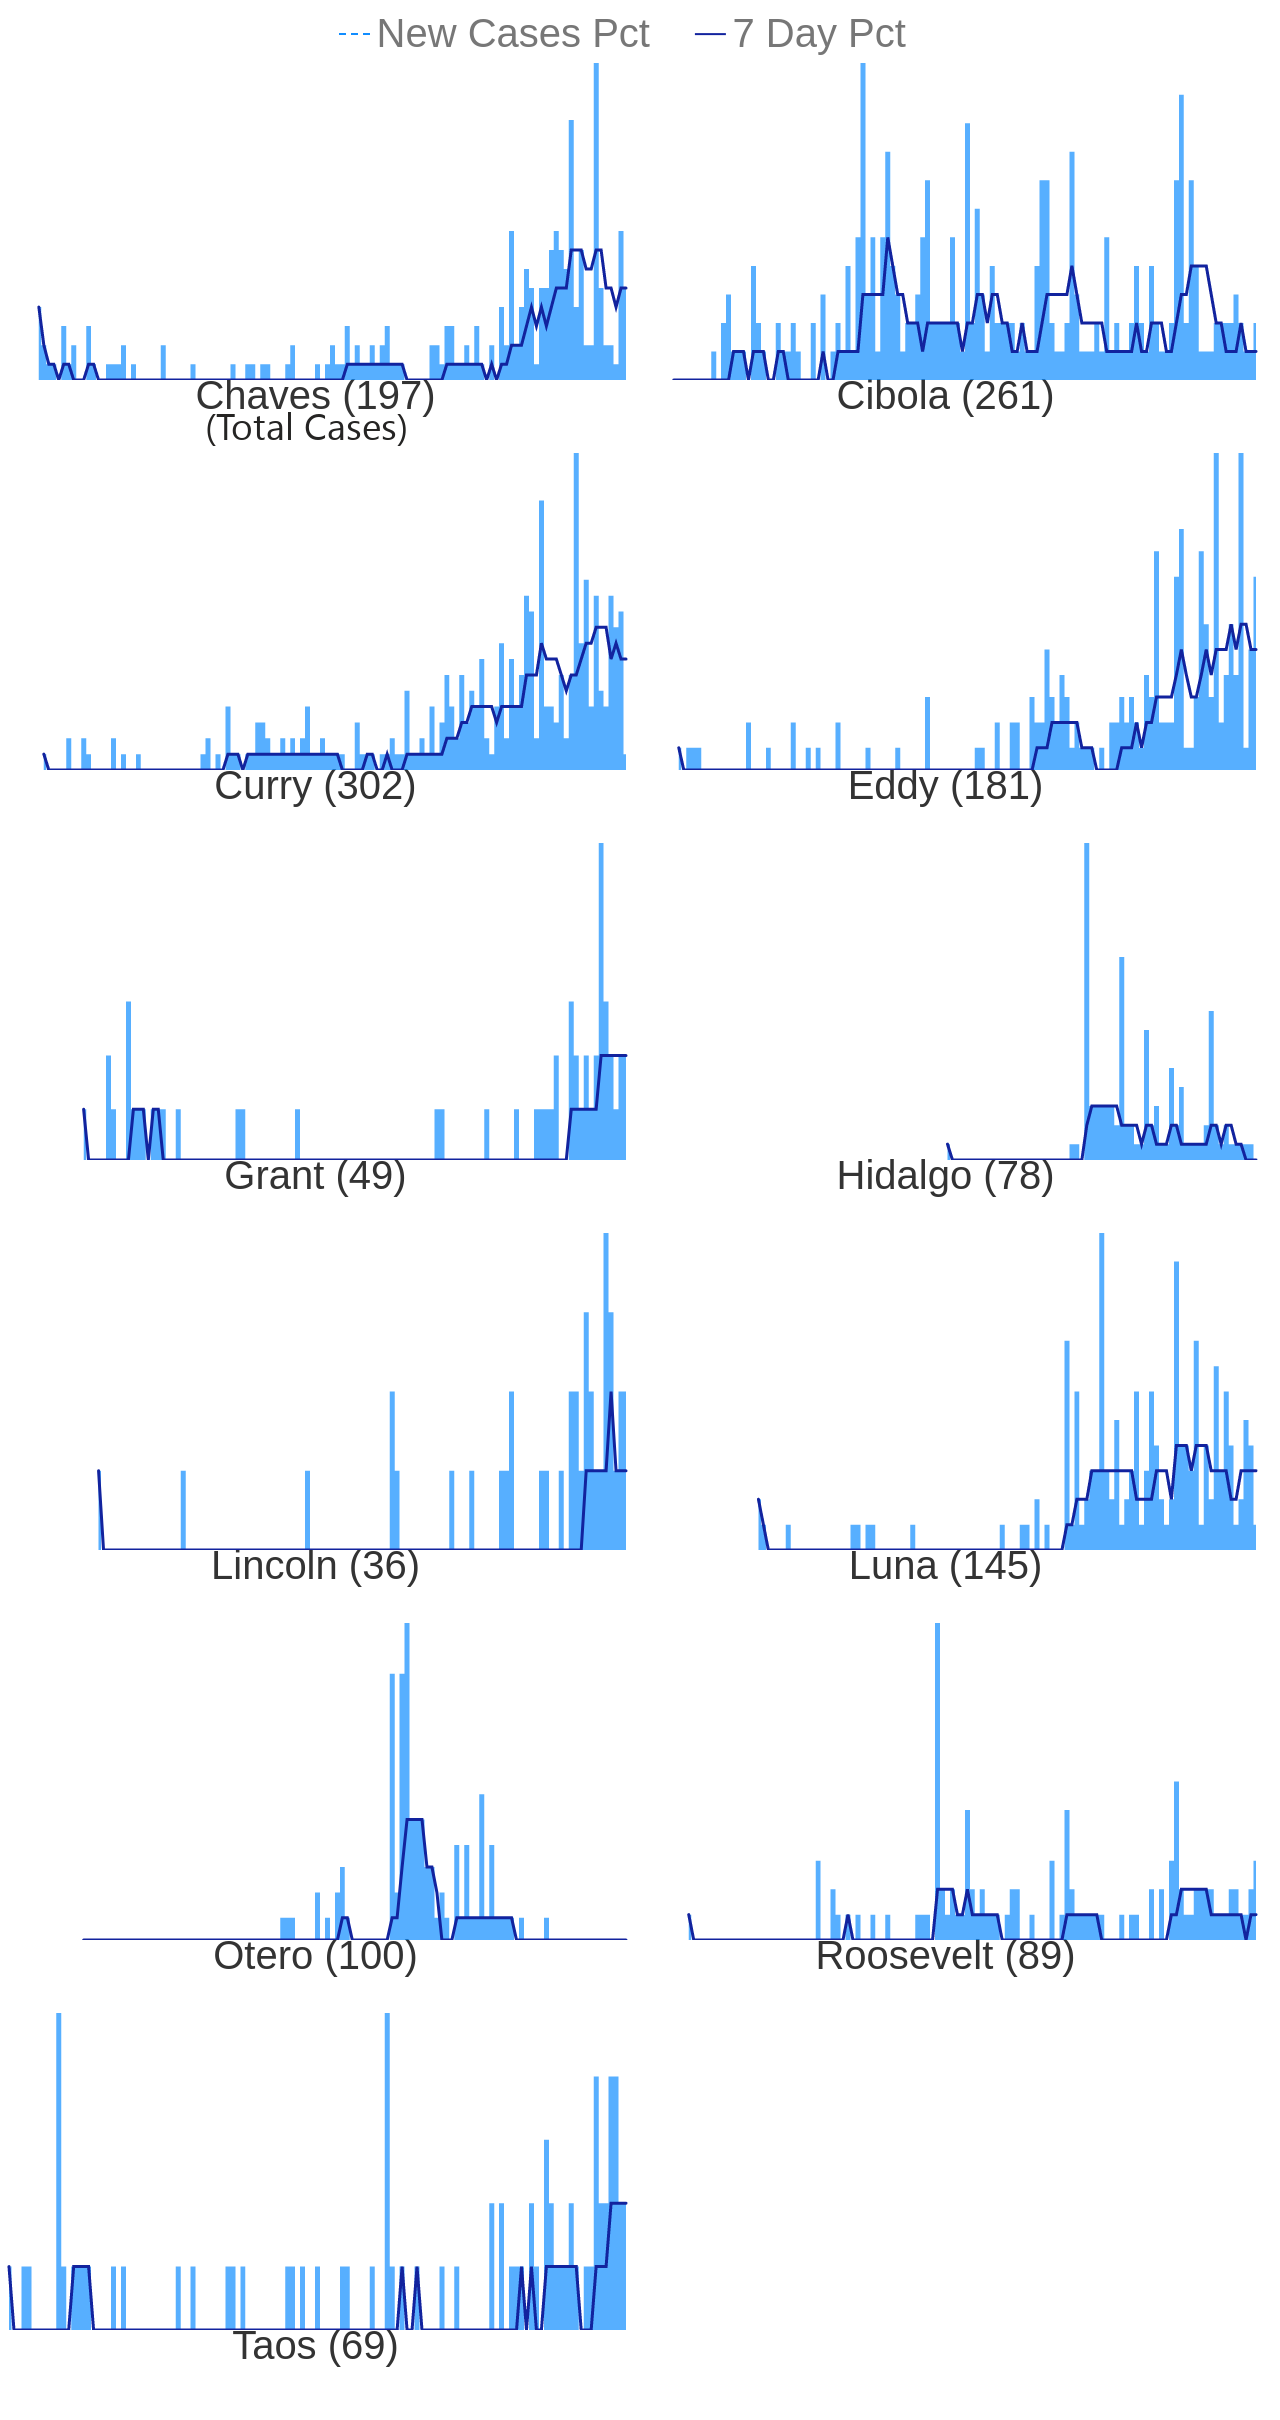 New Cases Pct 7 Day Pct
Chaves (197) Cibola (261)
(Total Cases)
Curry (302) Eddy (181)
Grant (49) Hidalgo (78)
Lincoln (36) Luna (145)
Otero (100) Roosevelt (89)
Taos (69)